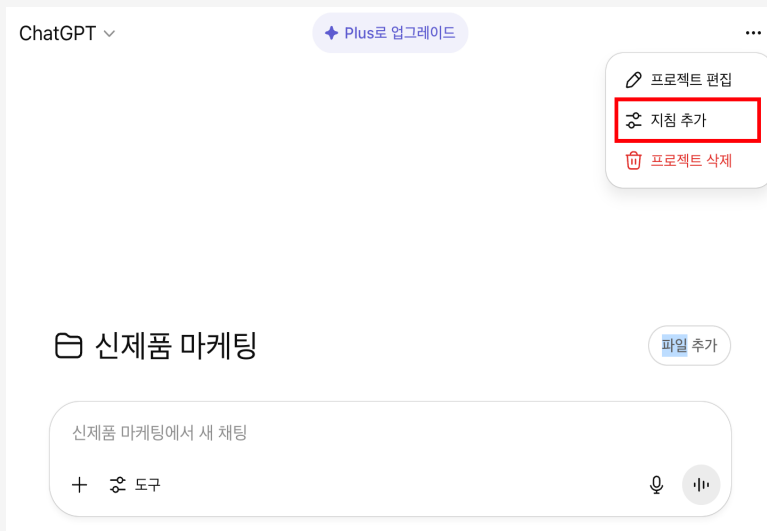 ChatGPT
Plus로 업그레이드
프로젝트 편집
지침 추가
프로젝트 삭제
신제품 마케팅
파일 추가
신제품 마케팅에서 새 채팅
도구